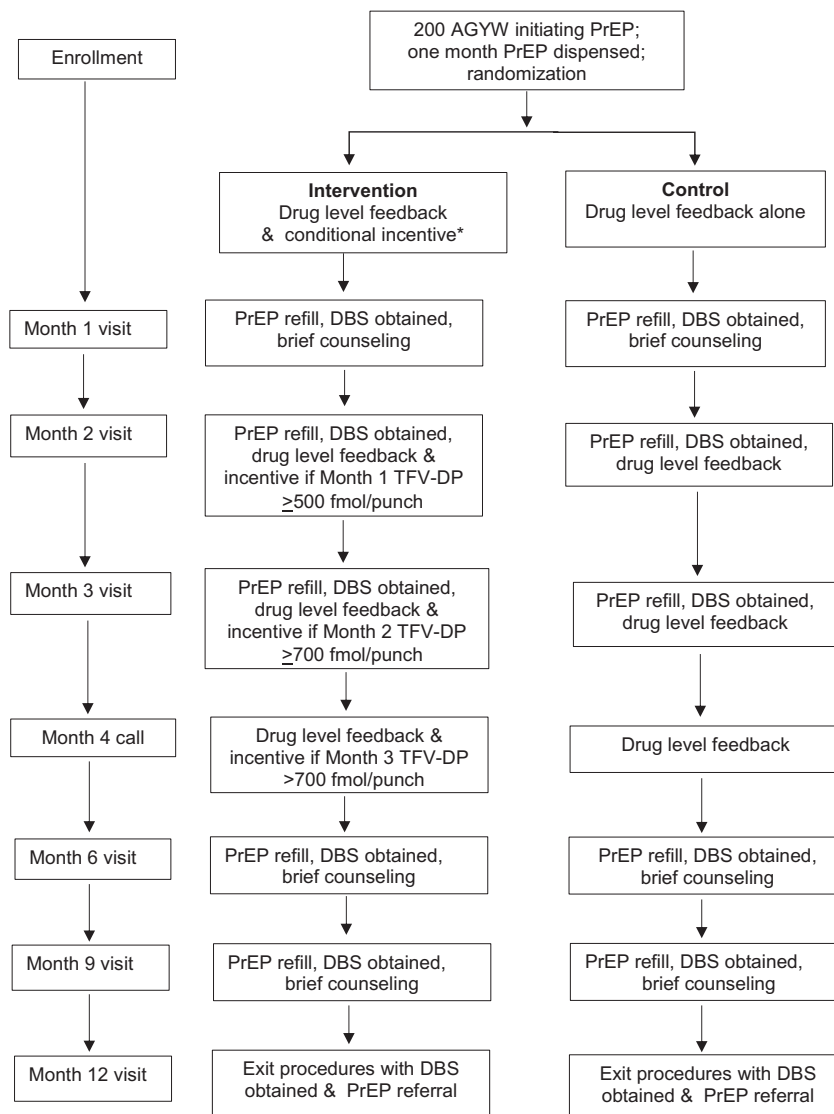 Enrollment
200 AGYW initiating PrEP;
one month PrEP dispensed;
randomization
Intervention
Drug level feedback
& conditional incentive*
Control
Drug level feedback alone
Month 1 visit
PrEP refill, DBS obtained,
brief counseling
PrEP refill, DBS obtained,
brief counseling
Month 2 visit
PrEP refill, DBS obtained,
drug level feedback &
incentive if Month 1 TFV-DP
≥500 fmol/punch
PrEP refill, DBS obtained,
drug level feedback
Month 3 visit
PrEP refill, DBS obtained,
drug level feedback &
incentive if Month 2 TFV-DP
≥700 fmol/punch
PrEP refill, DBS obtained,
drug level feedback
Month 4 call
Drug level feedback &
incentive if Month 3 TFV-DP
>700 fmol/punch
Drug level feedback
Month 6 visit
PrEP refill, DBS obtained,
brief counseling
PrEP refill, DBS obtained,
brief counseling
Month 9 visit
PrEP refill, DBS obtained,
brief counseling
PrEP refill, DBS obtained,
brief counseling
Month 12 visit
Exit procedures with DBS
obtained & PrEP referral
Exit procedures with DBS
obtained & PrEP referral